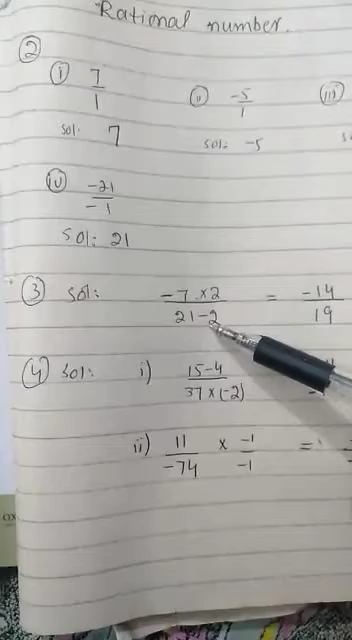 Rational number.
② i) 7/1 ii) -5/1 iii)
Sol: 7 Sol: -5
iv) -21/-1
Sol: 21
③ Sol: -7 × 2 / 21 - 2 = -14/19
④ Sol: i) 15-4 / 37×(-2)
ii) 11/-74 × -1/-1 =